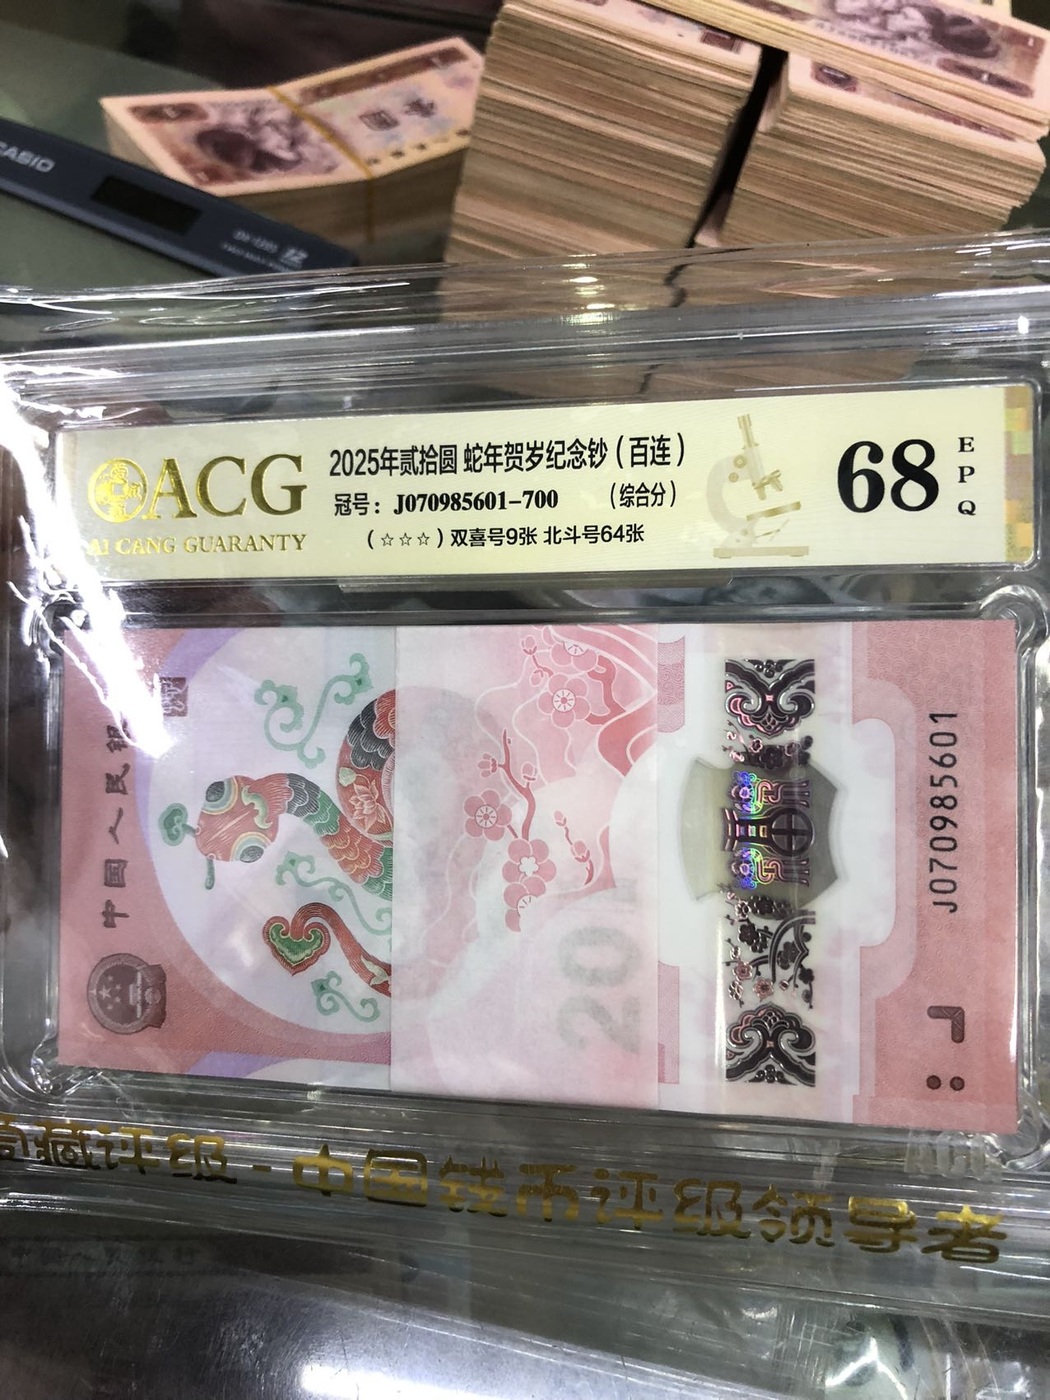 CASIO
12
ACG
AI CANG GUARANTY
2025年贰拾圆 蛇年贺岁纪念钞（百连）
冠号：J070985601-700 （综合分）
（☆☆☆）双喜号9张 北斗号64张
68
EPQ
中国人民银
20
J070985601
藏评级-中国钱币评级领导者